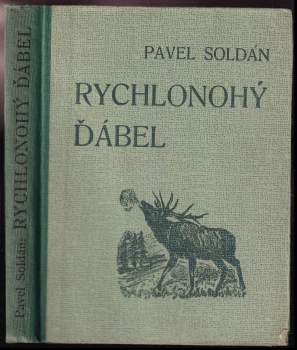 Pavel Soldán: RYCHLONOHÝ ĎÁBEL
PAVEL SOLDÁN
RYCHLONOHÝ
ĎÁBEL